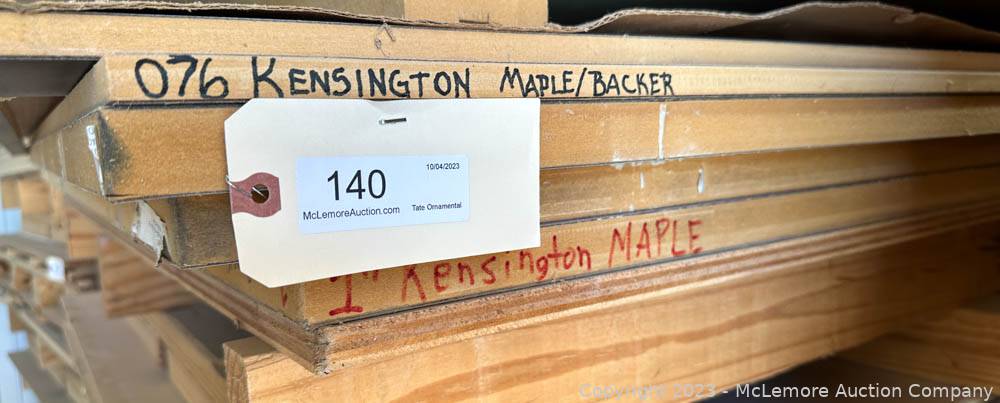 076 KENSINGTON MAPLE/BACKER
10/04/2023
140
McLemoreAuction.com Tate Ornamental
1" Kensington MAPLE
Copyright 2023 - McLemore Auction Company